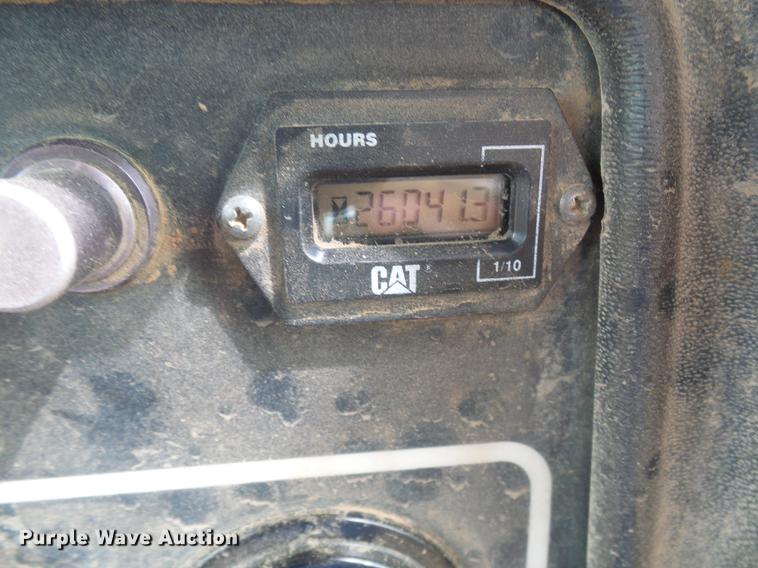 HOURS
26041.3
CAT®
1/10
Purple Wave Auction